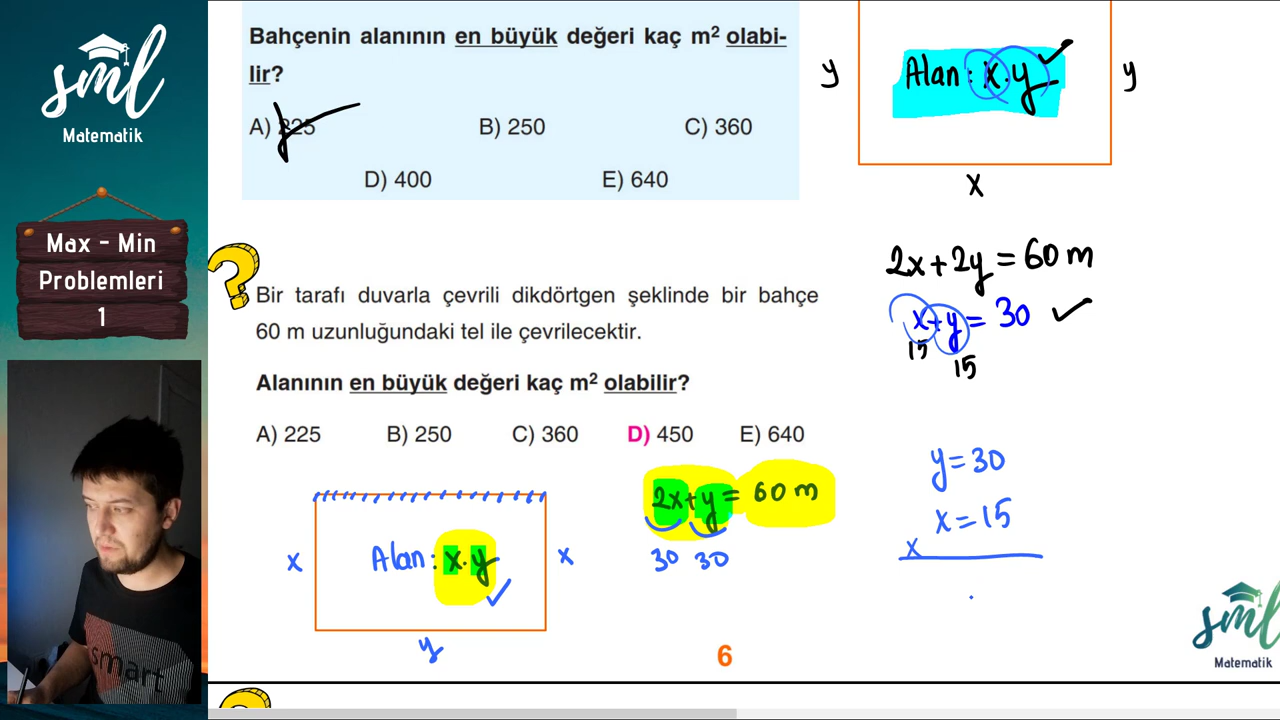 sml
Matematik
Max - Min
Problemleri
1
smart
Bahçenin alanının en büyük değeri kaç m² olabi-
lir?
A) 225
B) 250
C) 360
D) 400
E) 640
y
Alan : x.y
y
x
2x+2y = 60 m
x+y = 30
15
15
Bir tarafı duvarla çevrili dikdörtgen şeklinde bir bahçe
60 m uzunluğundaki tel ile çevrilecektir.
Alanının en büyük değeri kaç m² olabilir?
A) 225
B) 250
C) 360
D) 450
E) 640
2x+y = 60 m
30
30
x
Alan : x.y
x
y
y=30
x=15
x
6
sml
Matematik